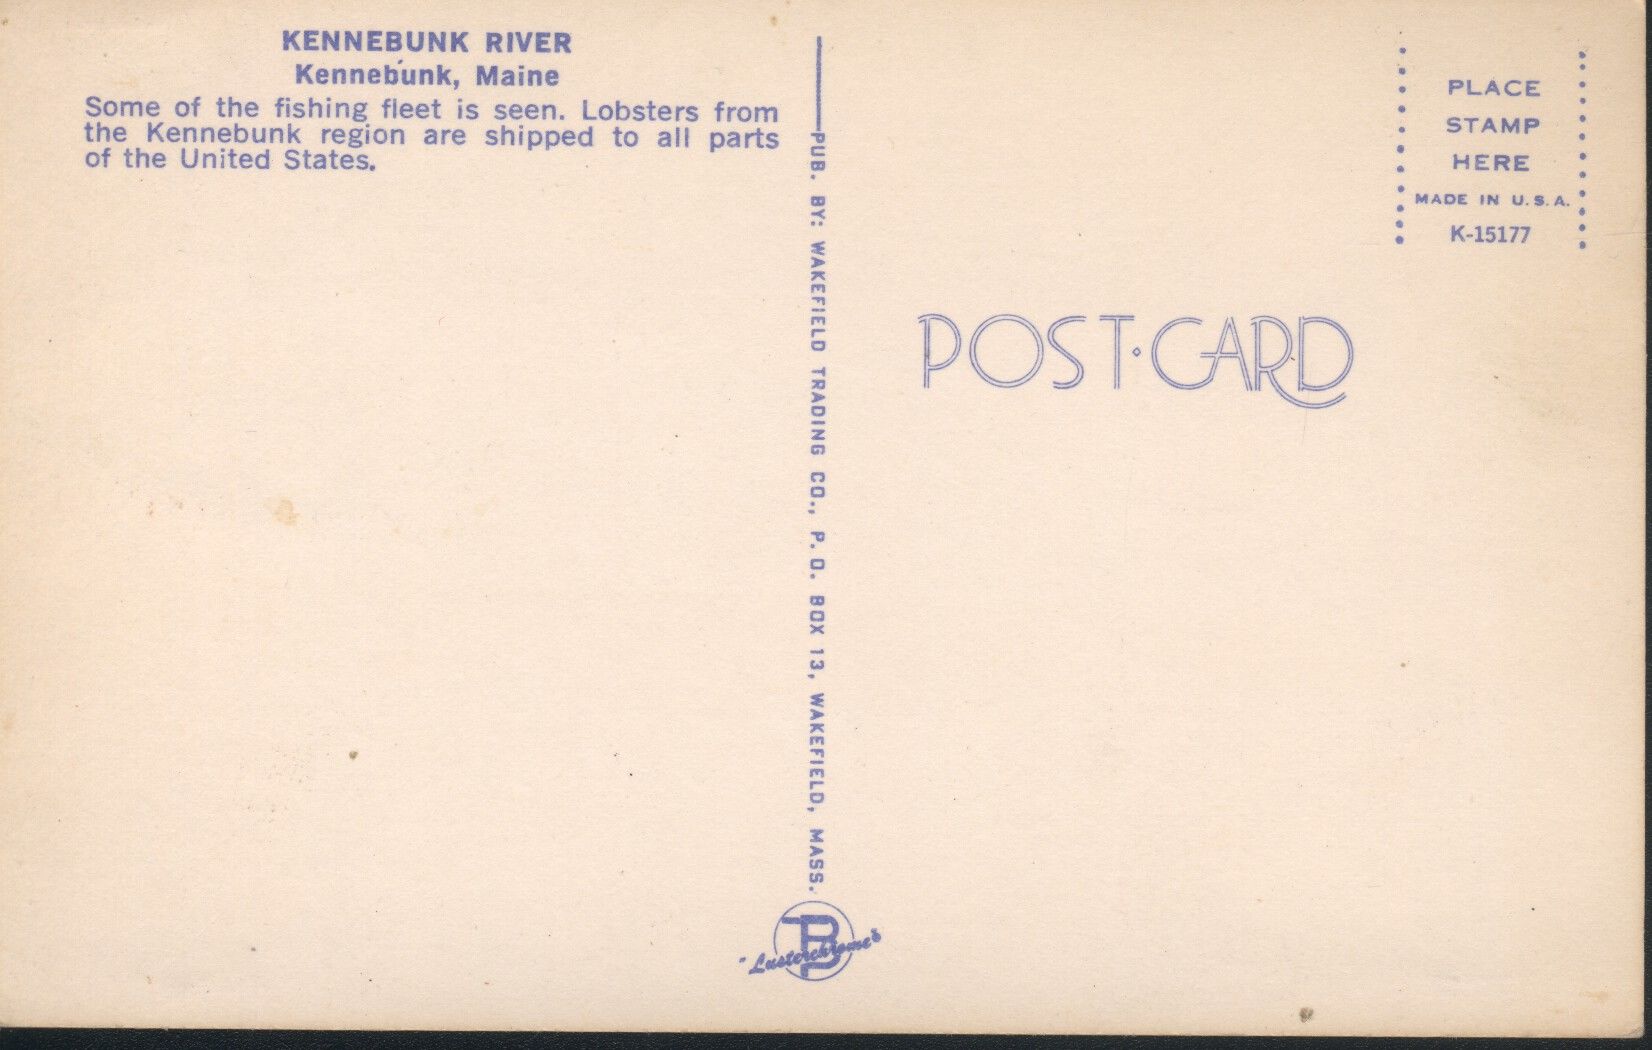 KENNEBUNK RIVER
Kennebunk, Maine
Some of the fishing fleet is seen. Lobsters from
the Kennebunk region are shipped to all parts
of the United States.
PUB. BY: WAKEFIELD TRADING CO., P. O. BOX 13, WAKEFIELD, MASS.
"Lusterchrome"
PLACE
STAMP
HERE
MADE IN U. S. A.
K-15177
POST·CARD